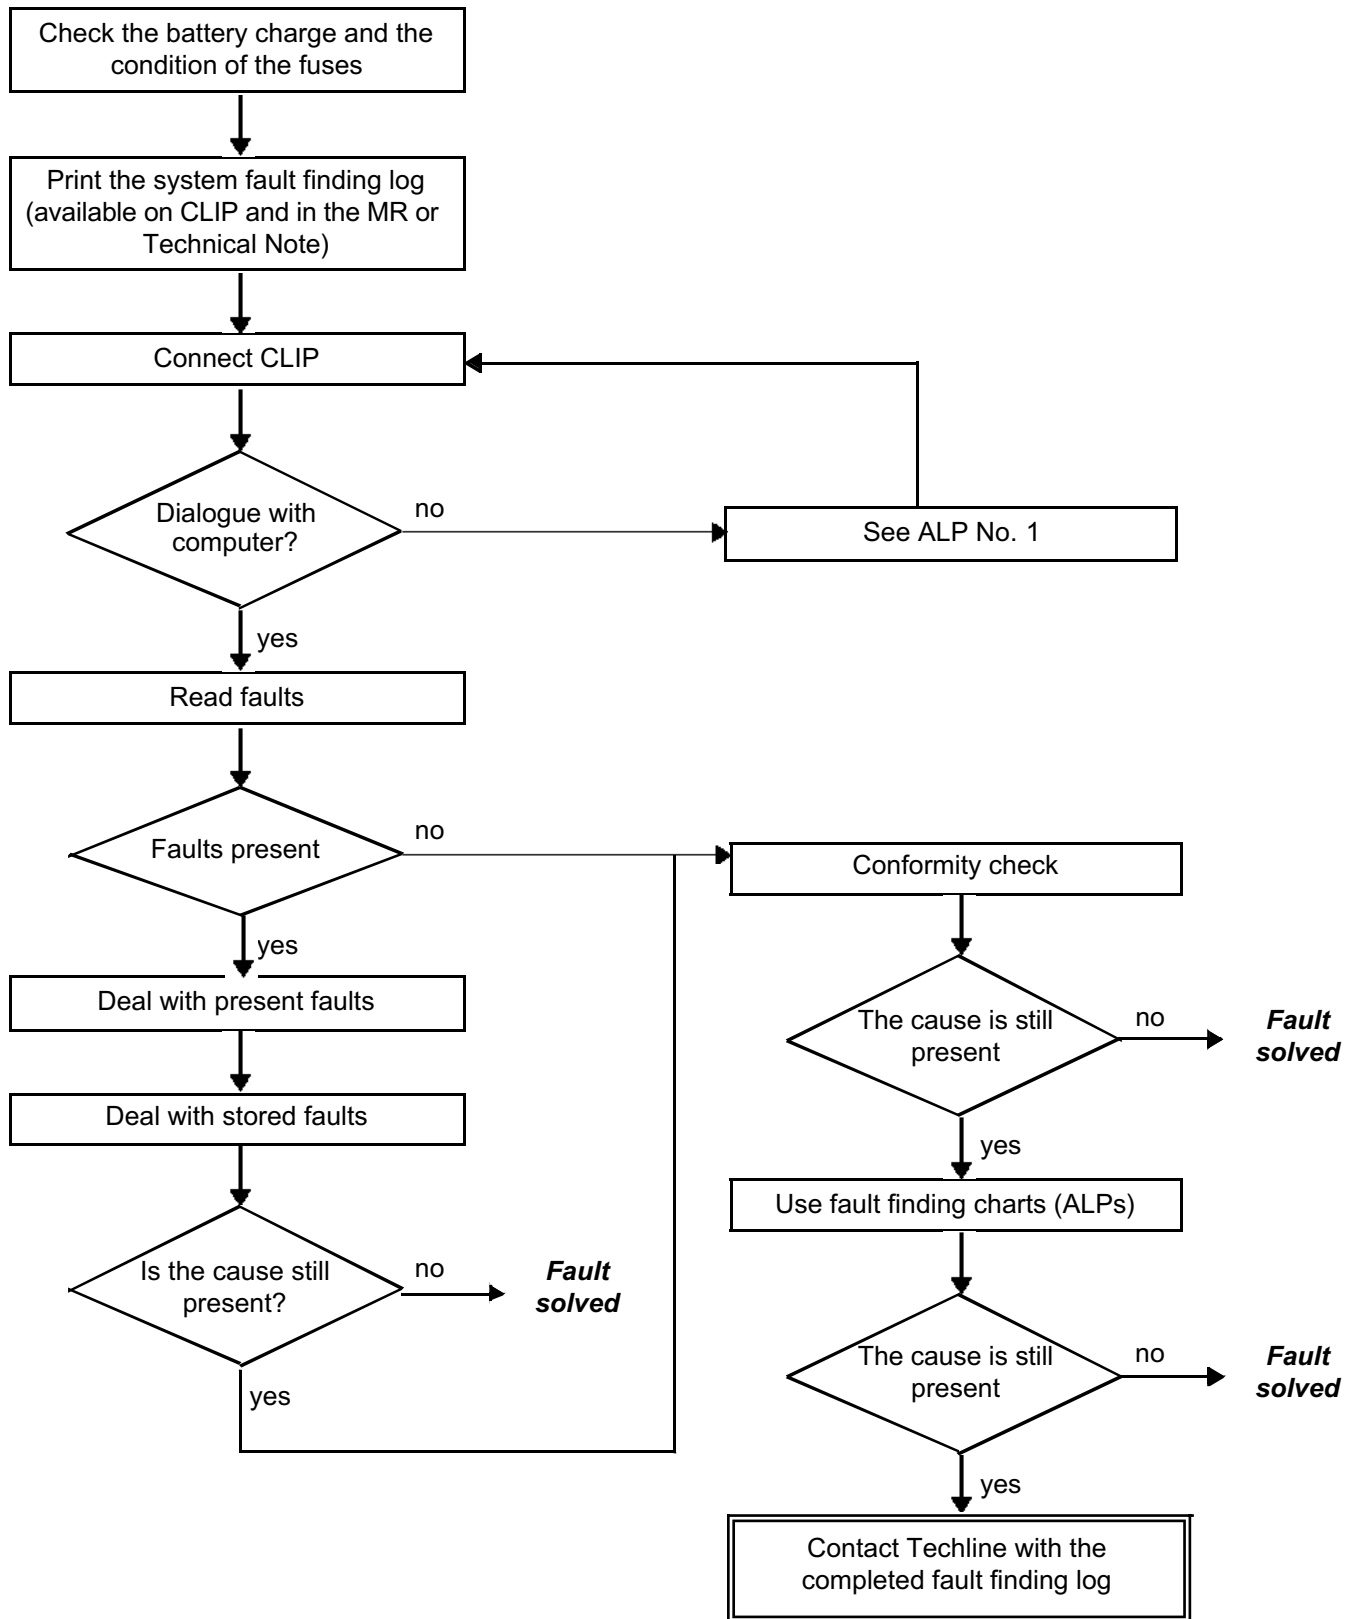 Check the battery charge and the
condition of the fuses
Print the system fault finding log
(available on CLIP and in the MR or
Technical Note)
Connect CLIP
Dialogue with
computer?
no
See ALP No. 1
yes
Read faults
Faults present
no
yes
Deal with present faults
Deal with stored faults
Is the cause still
present?
no
Fault
solved
yes
Conformity check
The cause is still
present
no
Fault
solved
yes
Use fault finding charts (ALPs)
The cause is still
present
no
Fault
solved
yes
Contact Techline with the
completed fault finding log